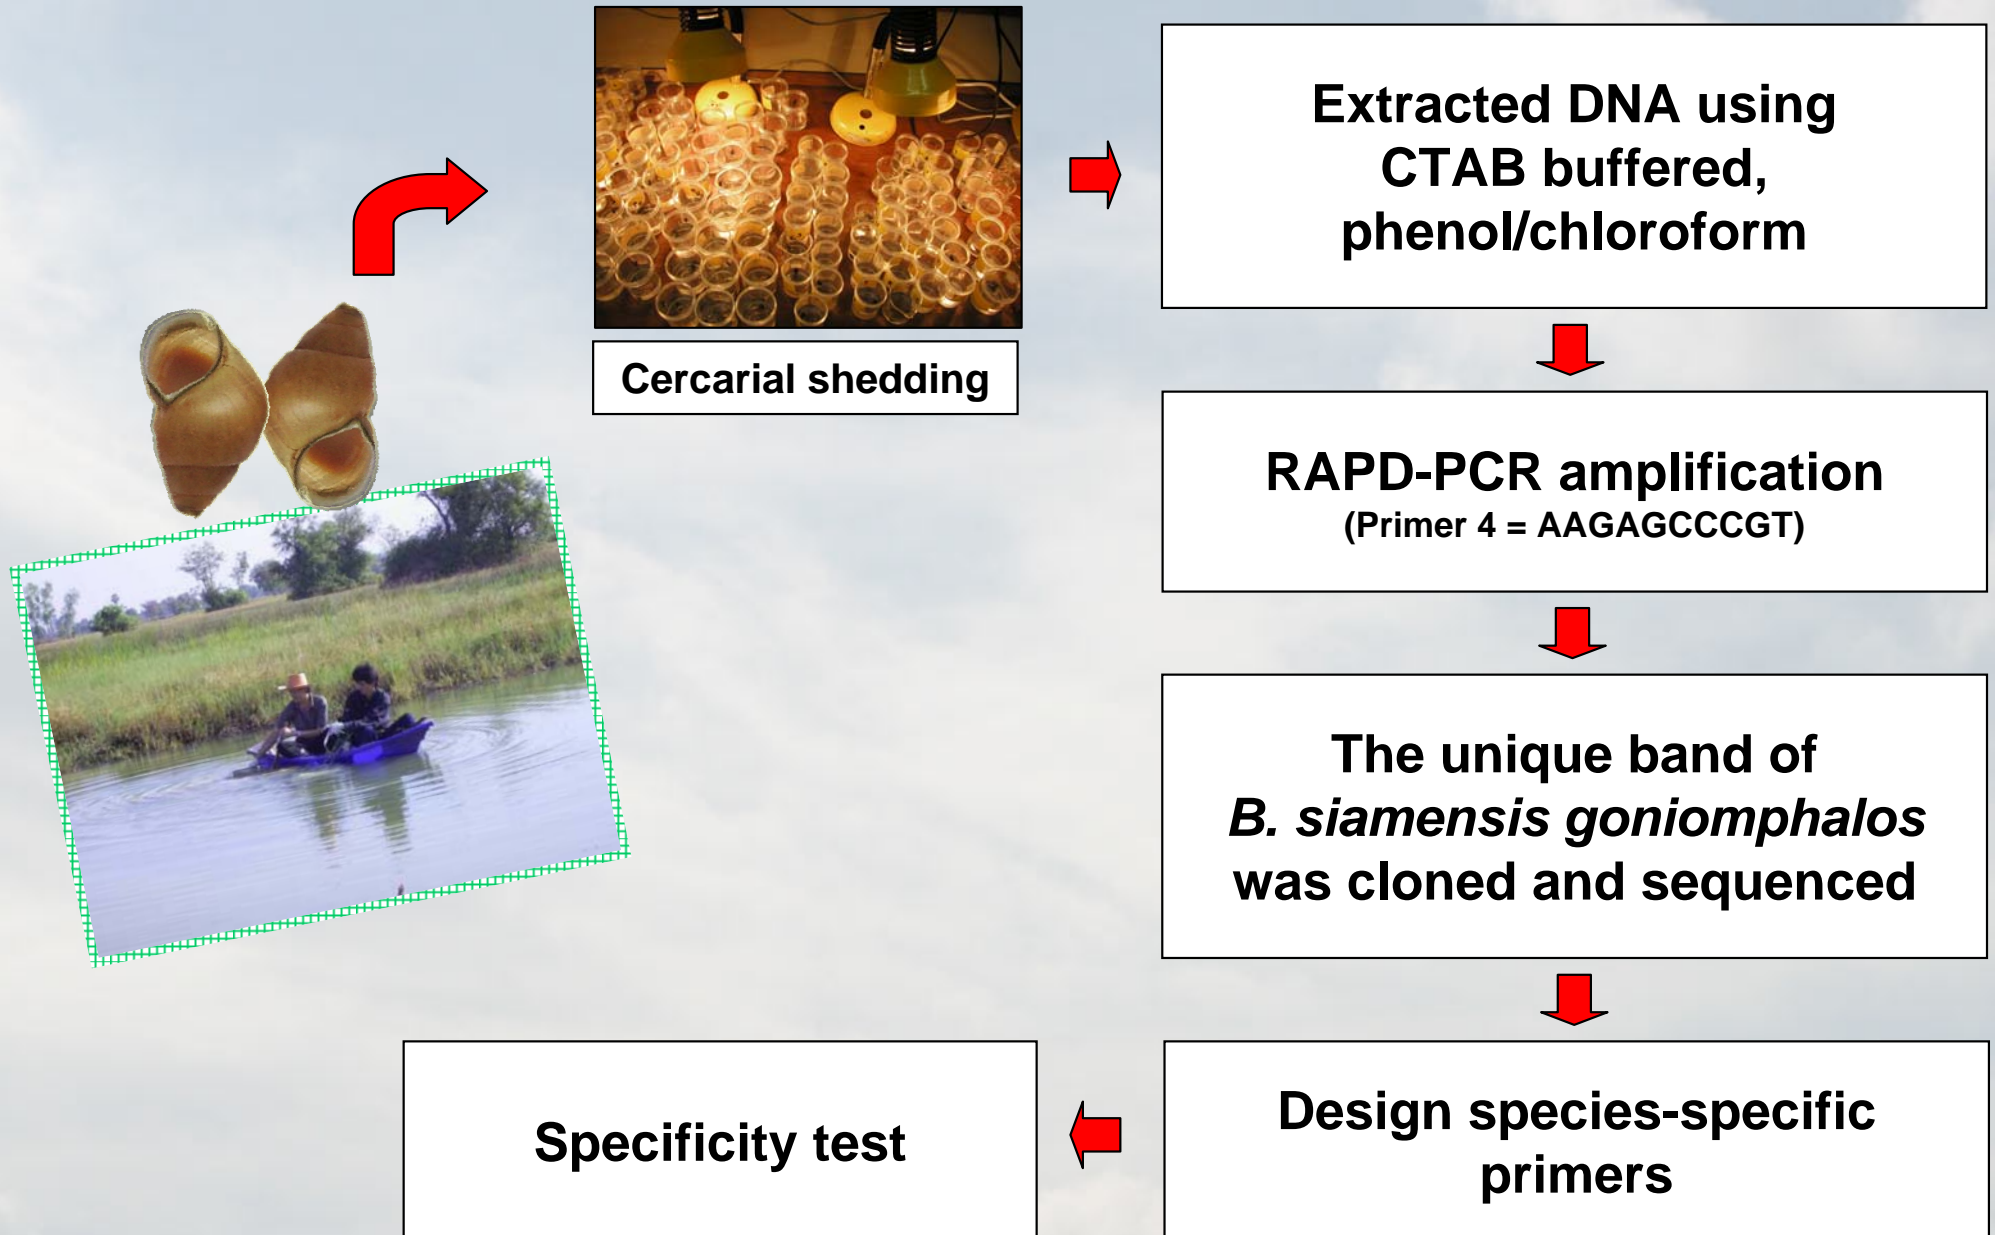 Cercarial shedding
Extracted DNA using
CTAB buffered,
phenol/chloroform
RAPD-PCR amplification
(Primer 4 = AAGAGCCCGT)
The unique band of
B. siamensis goniomphalos
was cloned and sequenced
Design species-specific
primers
Specificity test